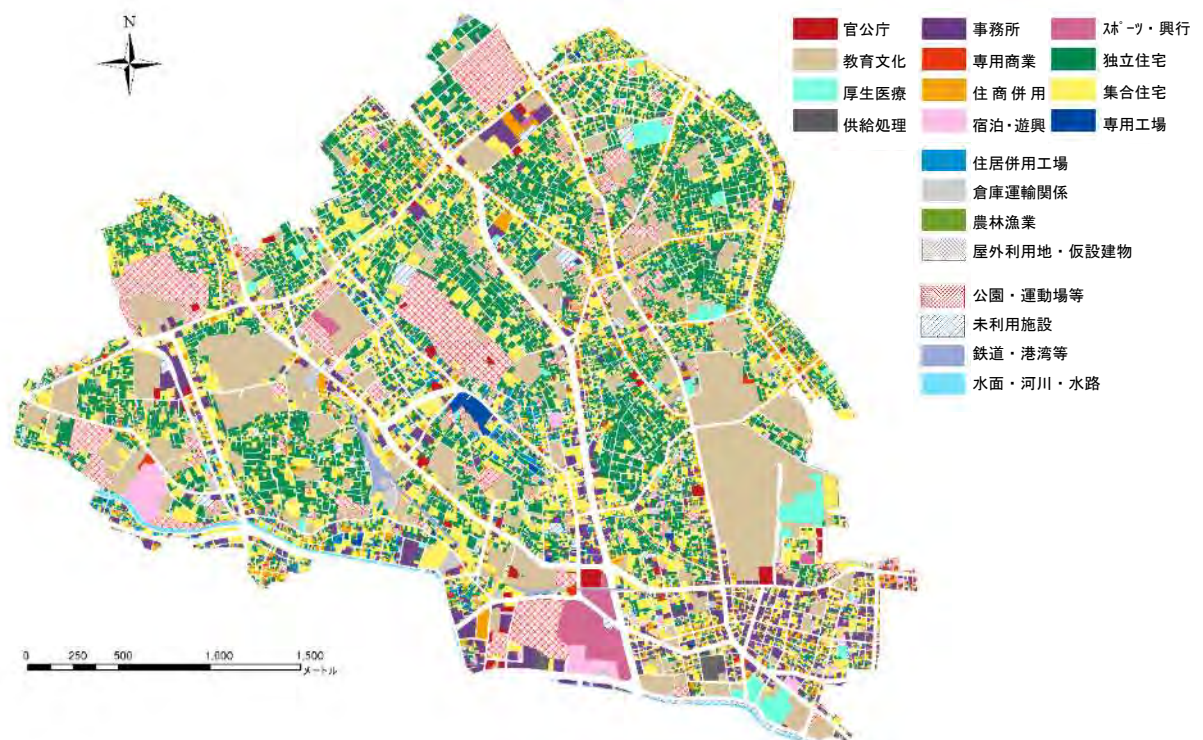 N
官公庁
教育文化
厚生医療
供給処理
事務所
専用商業
住商併用
宿泊・遊興
ｽﾎﾟｰﾂ・興行
独立住宅
集合住宅
専用工場
住居併用工場
倉庫運輸関係
農林漁業
屋外利用地・仮設建物
公園・運動場等
未利用施設
鉄道・港湾等
水面・河川・水路
0 250 500 1,000 1,500
メートル